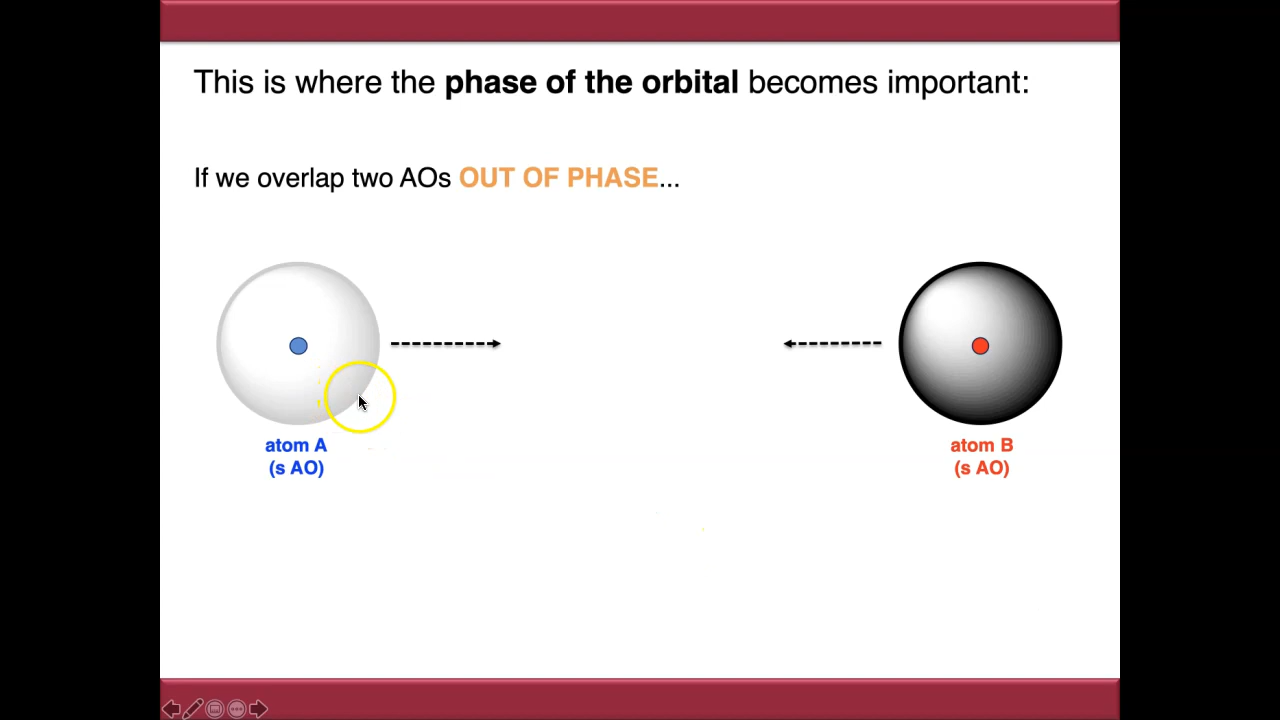 This is where the phase of the orbital becomes important:
If we overlap two AOs OUT OF PHASE...
atom A
(s AO)
atom B
(s AO)